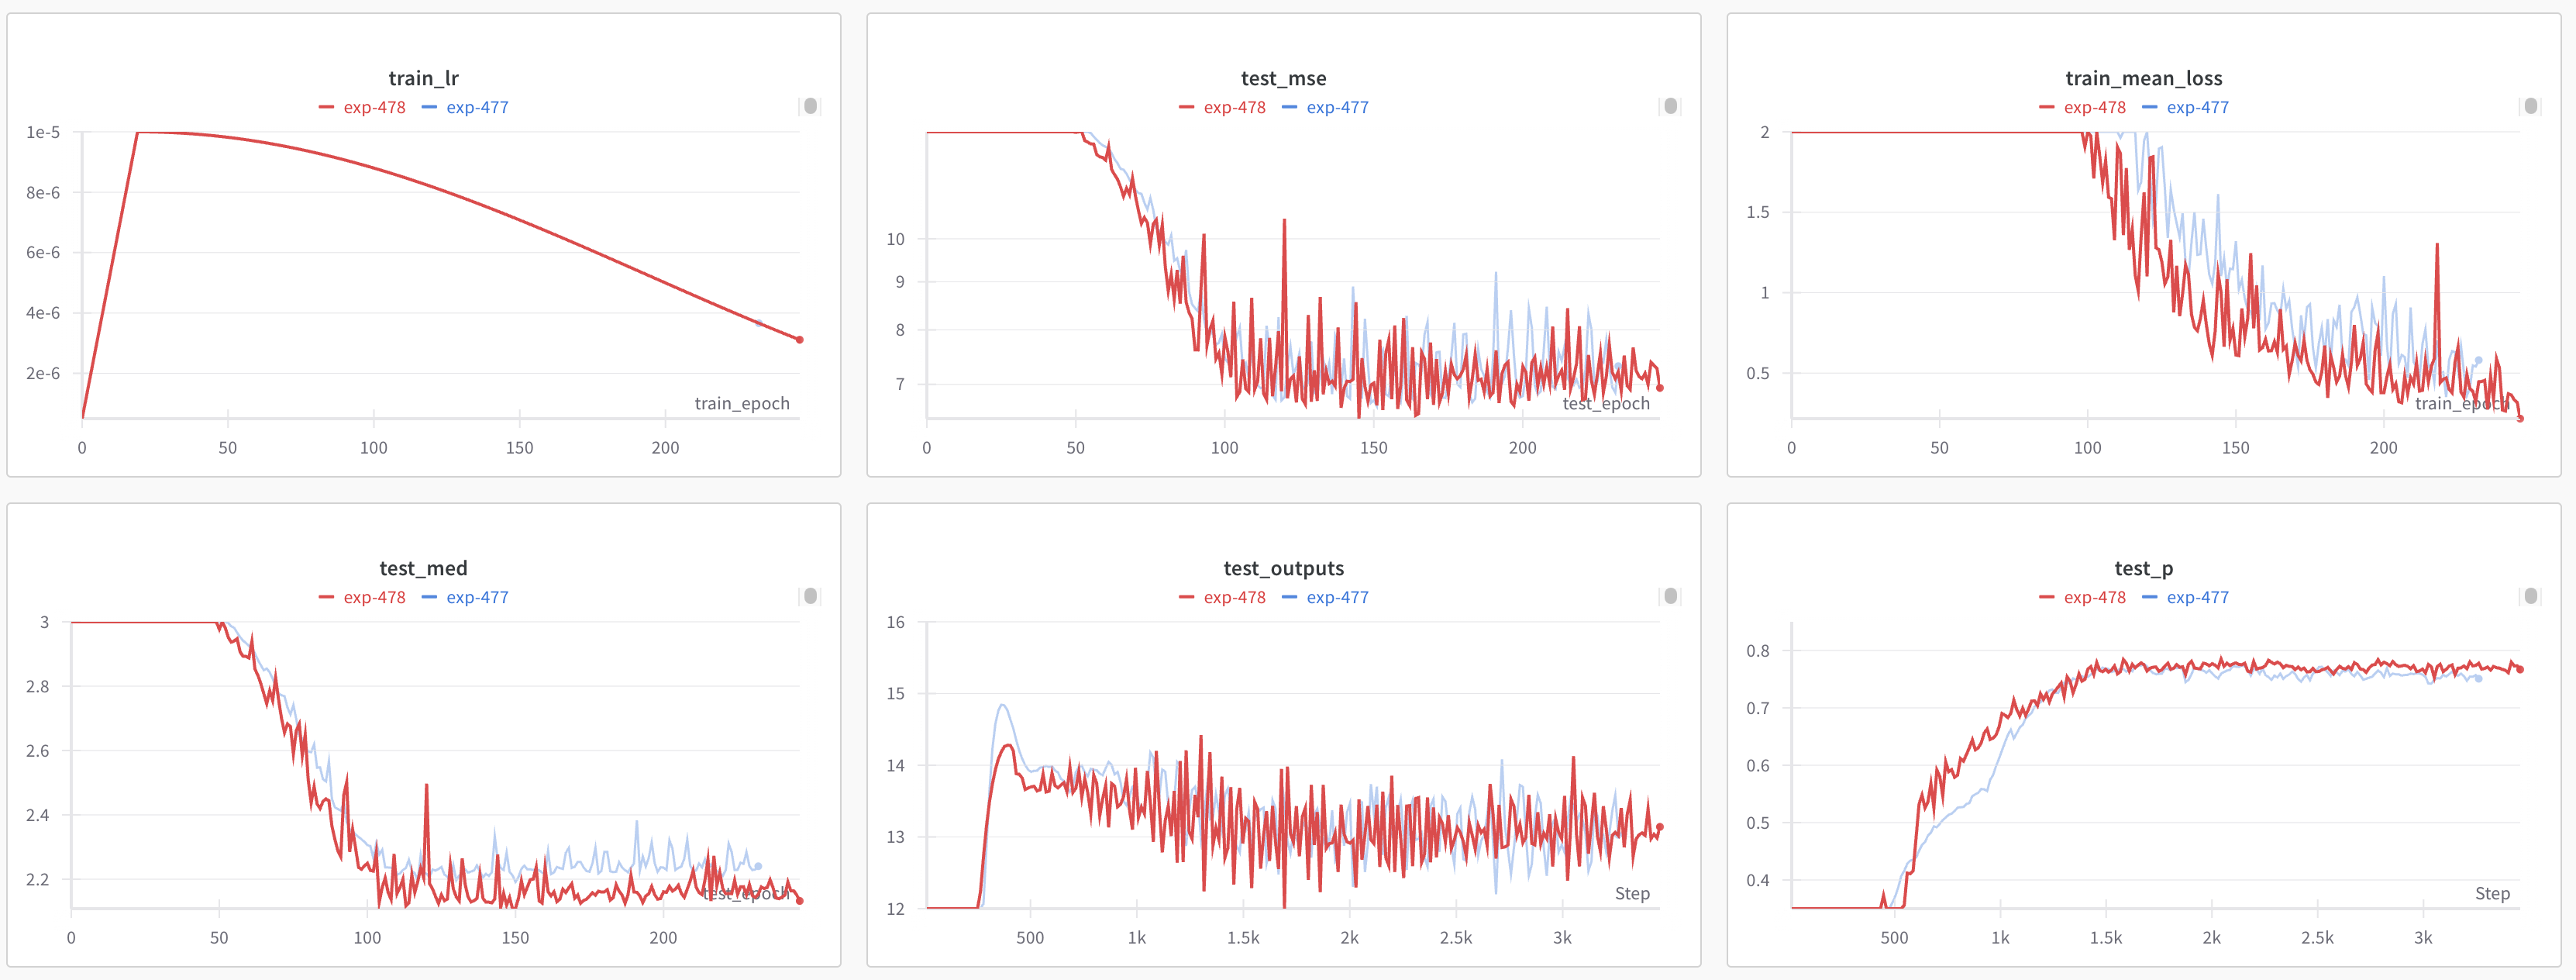 train_lr
exp-478 exp-477
1e-5
8e-6
6e-6
4e-6
2e-6
train_epoch
0 50 100 150 200
test_mse
exp-478 exp-477
10
9
8
7
test_epoch
0 50 100 150 200
train_mean_loss
exp-478 exp-477
2
1.5
1
0.5
train_epoch
0 50 100 150 200
test_med
exp-478 exp-477
3
2.8
2.6
2.4
2.2
test_epoch
0 50 100 150 200
test_outputs
exp-478 exp-477
16
15
14
13
12
Step
500 1k 1.5k 2k 2.5k 3k
test_p
exp-478 exp-477
0.8
0.7
0.6
0.5
0.4
Step
500 1k 1.5k 2k 2.5k 3k